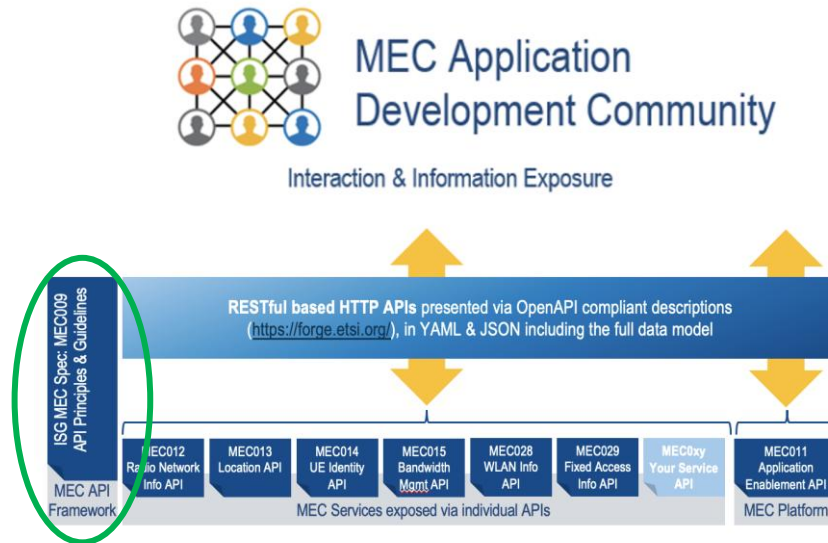 MEC Application
Development Community
Interaction & Information Exposure
ISG MEC Spec: MEC009
API Principles & Guidelines
RESTful based HTTP APIs presented via OpenAPI compliant descriptions
(https://forge.etsi.org/), in YAML & JSON including the full data model
MEC012
Radio Network
Info API
MEC013
Location API
MEC014
UE Identity
API
MEC015
Bandwidth
Mgmt API
MEC028
WLAN Info
API
MEC029
Fixed Access
Info API
MEC0xy
Your Service
API
MEC011
Application
Enablement API
MEC API
Framework
MEC Services exposed via individual APIs
MEC Platform